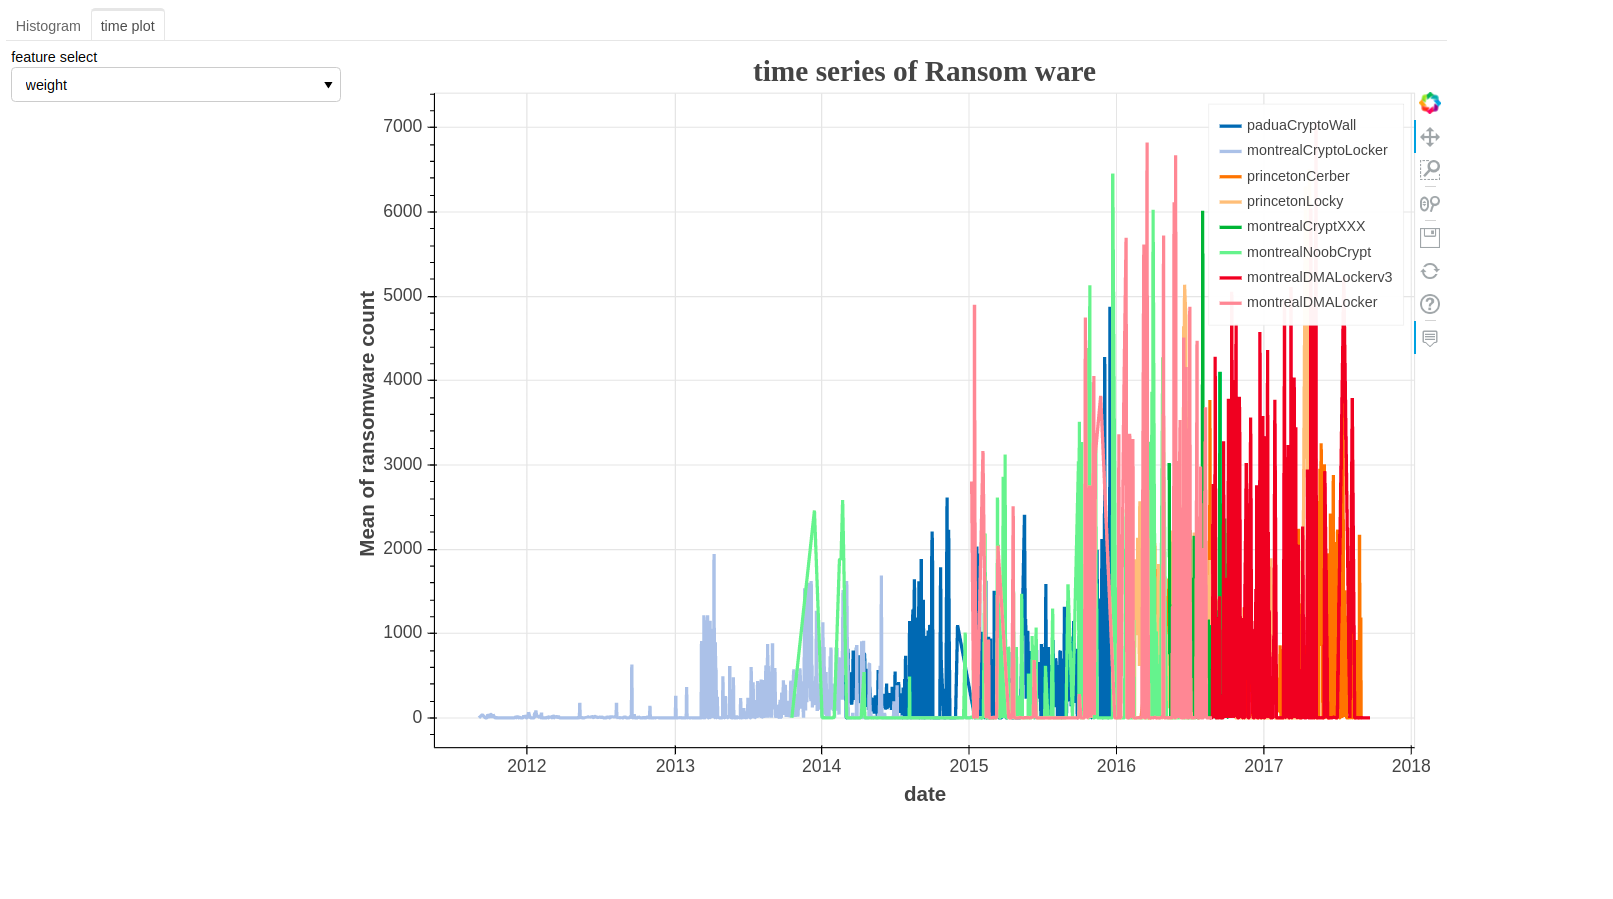 Histogram
time plot
feature select
weight
time series of Ransom ware
Mean of ransomware count
7000
6000
5000
4000
3000
2000
1000
0
paduaCryptoWall
montrealCryptoLocker
princetonCerber
princetonLocky
montrealCryptXXX
montrealNoobCrypt
montrealDMALockerv3
montrealDMALocker
2012
2013
2014
2015
2016
2017
2018
date